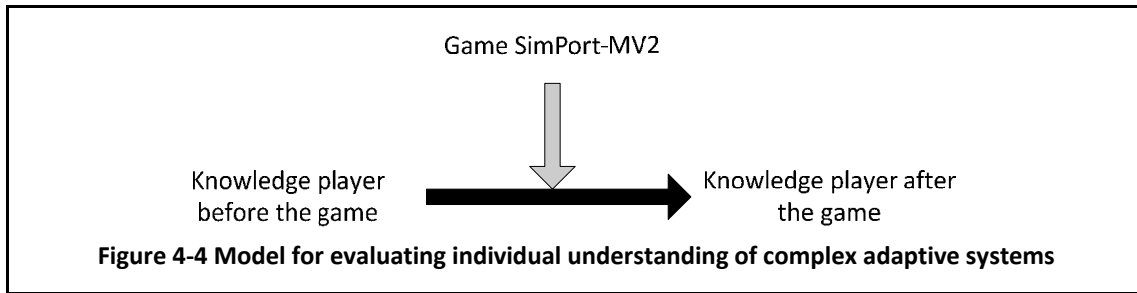 Game SimPort-MV2
Knowledge player
before the game
Knowledge player after
the game
Figure 4-4 Model for evaluating individual understanding of complex adaptive systems